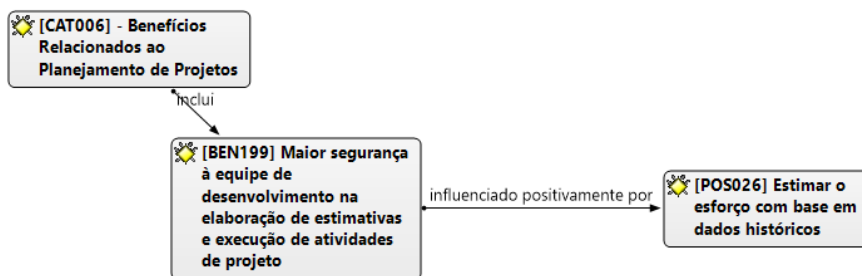 [CAT006] - Benefícios
Relacionados ao
Planejamento de Projetos
inclui
[BEN199] Maior segurança
à equipe de
desenvolvimento na
elaboração de estimativas
e execução de atividades
de projeto
influenciado positivamente por
[POS026] Estimar o
esforço com base em
dados históricos